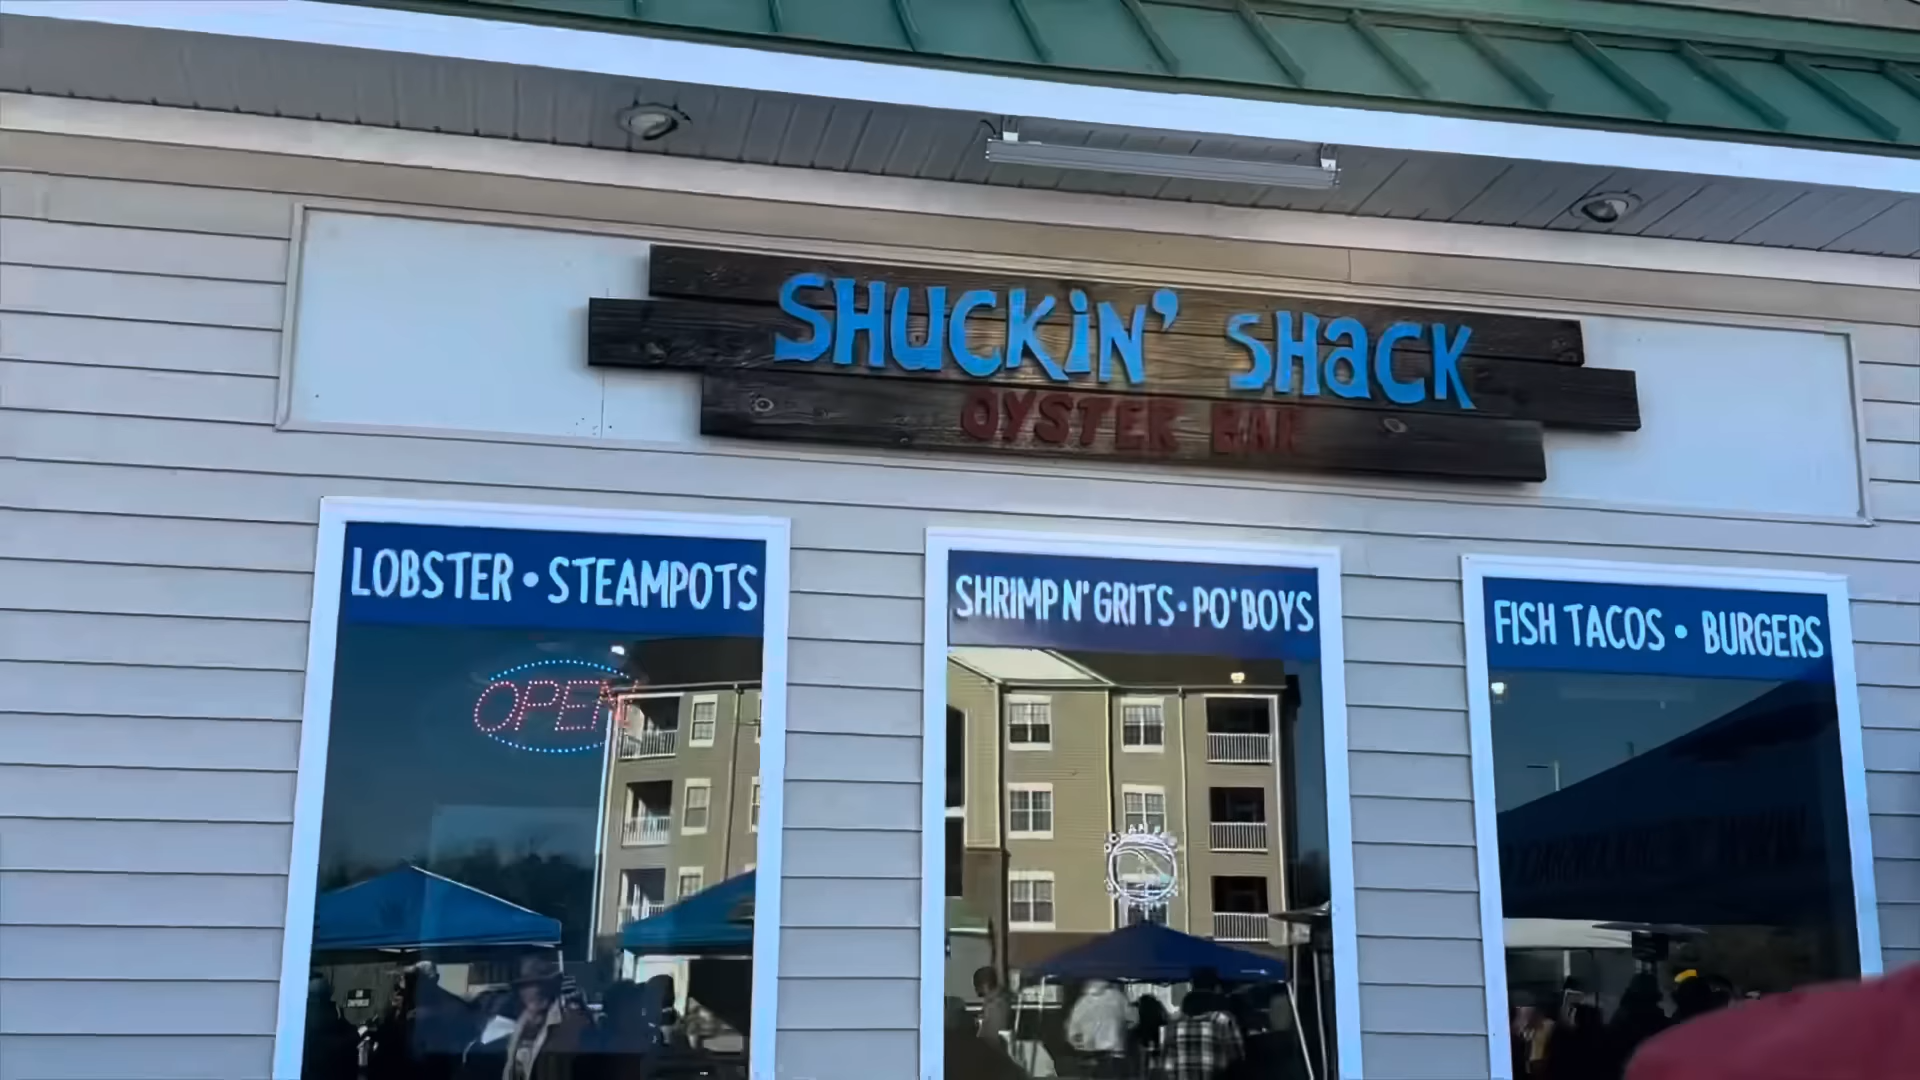 SHUCKiN' SHaCK
OYSTER BAR
LOBSTER • STEAMPOTS
SHRIMP N' GRITS • PO' BOYS
FISH TACOS • BURGERS
OPEN